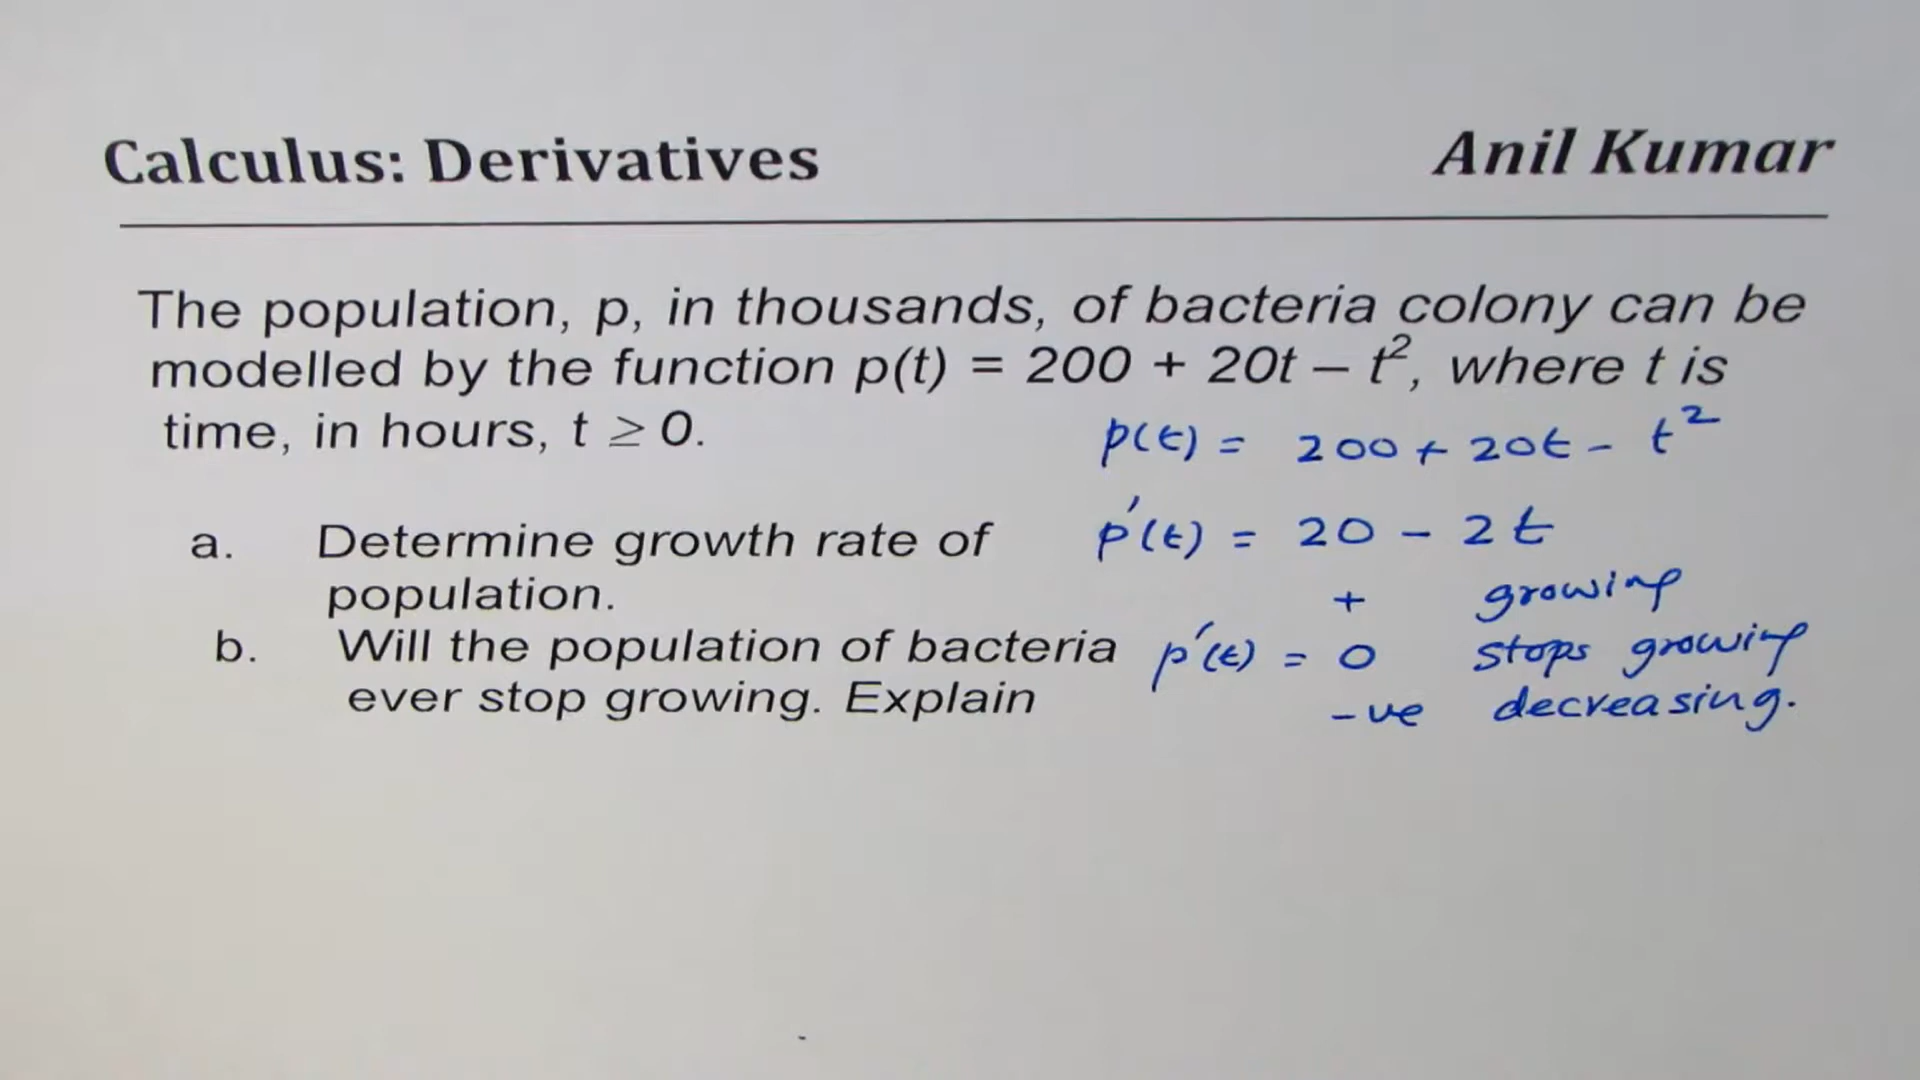 Calculus: Derivatives
Anil Kumar
The population, p, in thousands, of bacteria colony can be
modelled by the function p(t) = 200 + 20t – t², where t is
time, in hours, t ≥ 0.
p(t) = 200 + 20t - t²
a. Determine growth rate of
population.
p'(t) = 20 - 2t
+ growing
b. Will the population of bacteria
ever stop growing. Explain
p'(t) = 0 stops growing
-ve decreasing.